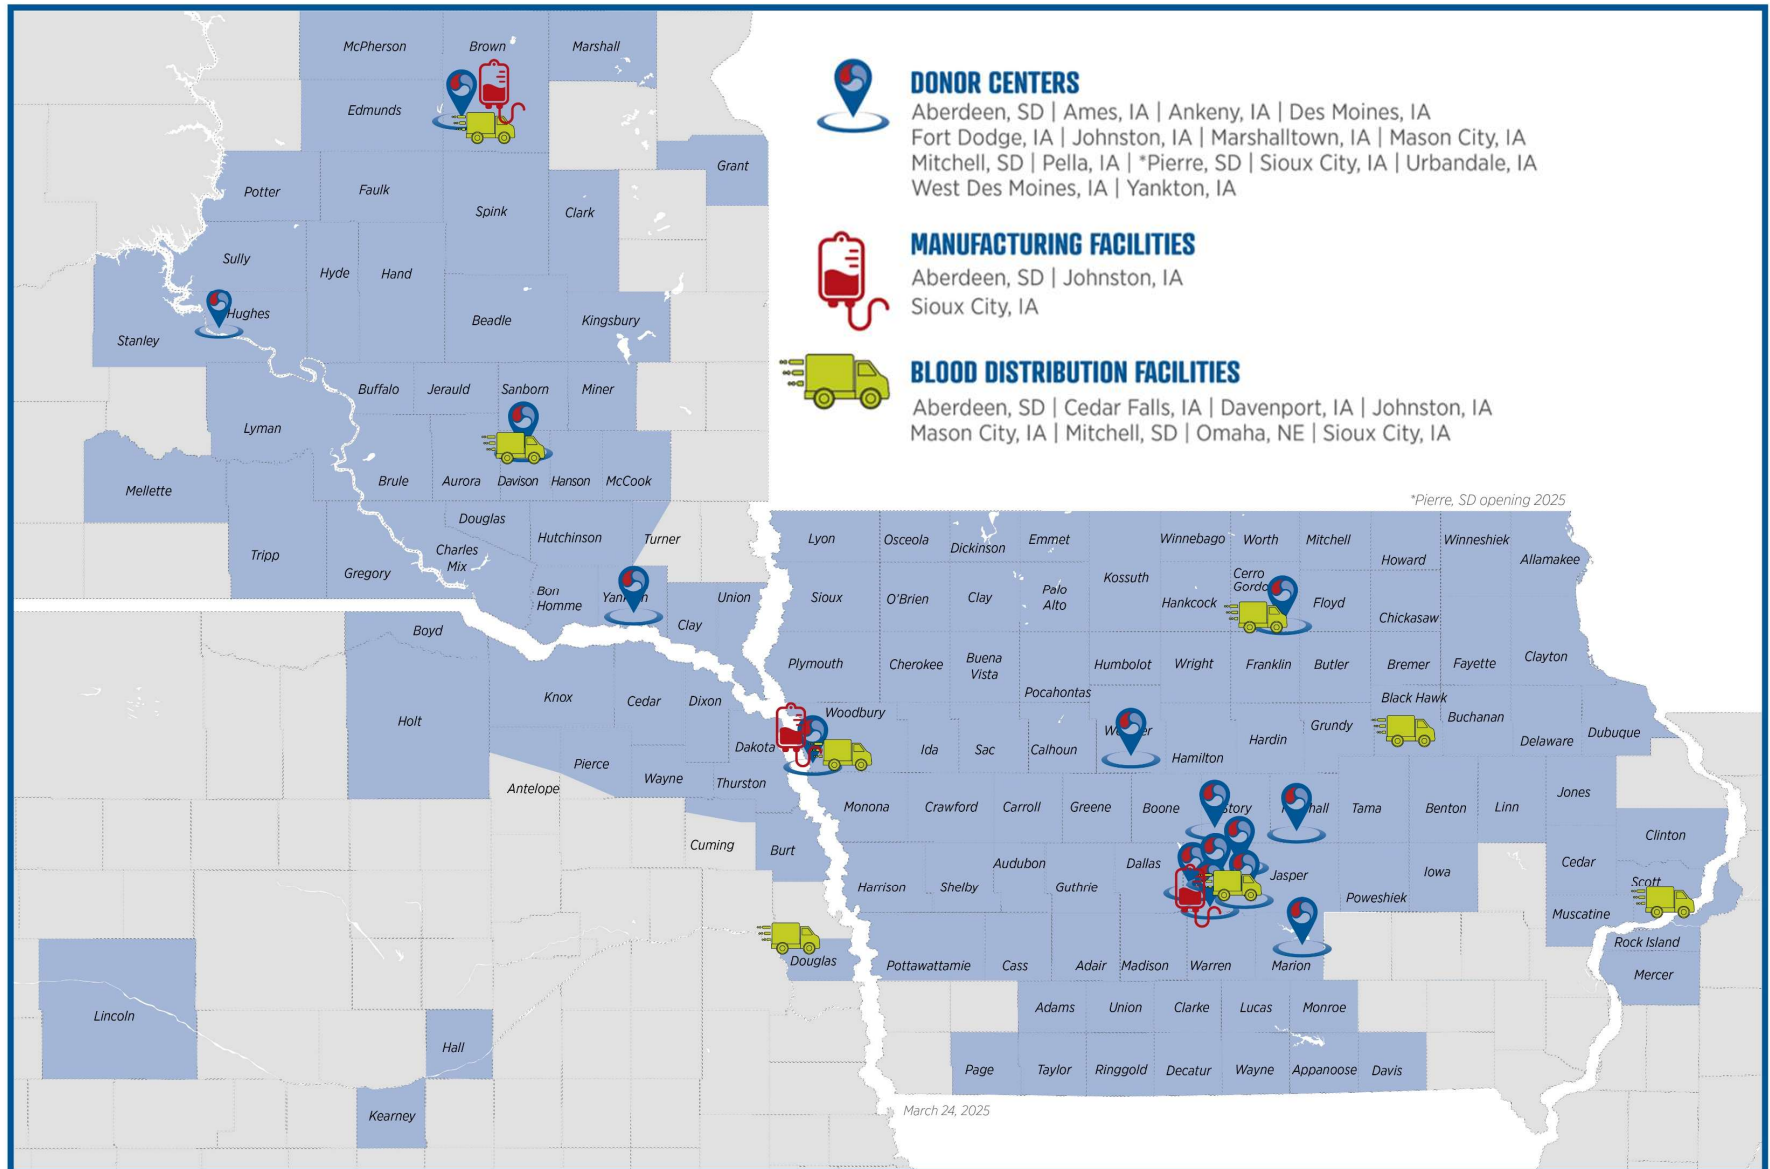 DONOR CENTERS
Aberdeen, SD | Ames, IA | Ankeny, IA | Des Moines, IA
Fort Dodge, IA | Johnston, IA | Marshalltown, IA | Mason City, IA
Mitchell, SD | Pella, IA | *Pierre, SD | Sioux City, IA | Urbandale, IA
West Des Moines, IA | Yankton, IA
MANUFACTURING FACILITIES
Aberdeen, SD | Johnston, IA
Sioux City, IA
BLOOD DISTRIBUTION FACILITIES
Aberdeen, SD | Cedar Falls, IA | Davenport, IA | Johnston, IA
Mason City, IA | Mitchell, SD | Omaha, NE | Sioux City, IA
*Pierre, SD opening 2025
McPherson
Brown
Marshall
Edmunds
Grant
Potter
Faulk
Spink
Clark
Sully
Hyde
Hand
Hughes
Stanley
Beadle
Kingsbury
Buffalo
Jerauld
Sanborn
Miner
Lyman
Mellette
Brule
Aurora
Davison
Hanson
McCook
Tripp
Gregory
Douglas
Charles
Mix
Hutchinson
Turner
Bon
Homme
Union
Clay
Boyd
Holt
Knox
Cedar
Dixon
Dakota
Antelope
Pierce
Wayne
Thurston
Cuming
Burt
Douglas
Lincoln
Hall
Kearney
Lyon
Osceola
Dickinson
Emmet
Kossuth
Winnebago
Worth
Mitchell
Howard
Winneshiek
Allamakee
Sioux
O'Brien
Clay
Palo
Alto
Hankcock
Cerro
Gordo
Floyd
Chickasaw
Plymouth
Cherokee
Buena
Vista
Pocahontas
Humbolot
Wright
Franklin
Butler
Bremer
Fayette
Clayton
Woodbury
Ida
Sac
Calhoun
Hamilton
Hardin
Grundy
Black Hawk
Buchanan
Delaware
Dubuque
Monona
Crawford
Carroll
Greene
Boone
Story
Tama
Benton
Linn
Jones
Clinton
Harrison
Shelby
Audubon
Guthrie
Dallas
Jasper
Poweshiek
Iowa
Cedar
Scott
Muscatine
Rock Island
Mercer
Pottawattamie
Cass
Adair
Madison
Warren
Marion
Adams
Union
Clarke
Lucas
Monroe
Page
Taylor
Ringgold
Decatur
Wayne
Appanoose
Davis
March 24, 2025